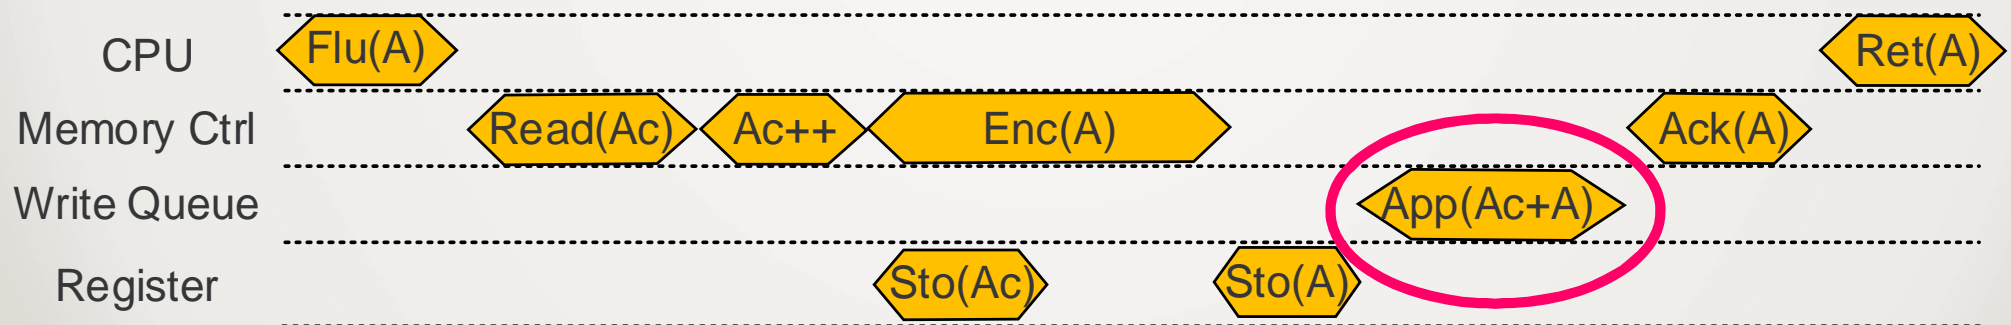 CPU Flu(A) Ret(A)
Memory Ctrl Read(Ac) Ac++ Enc(A) Ack(A)
Write Queue App(Ac+A)
Register Sto(Ac) Sto(A)